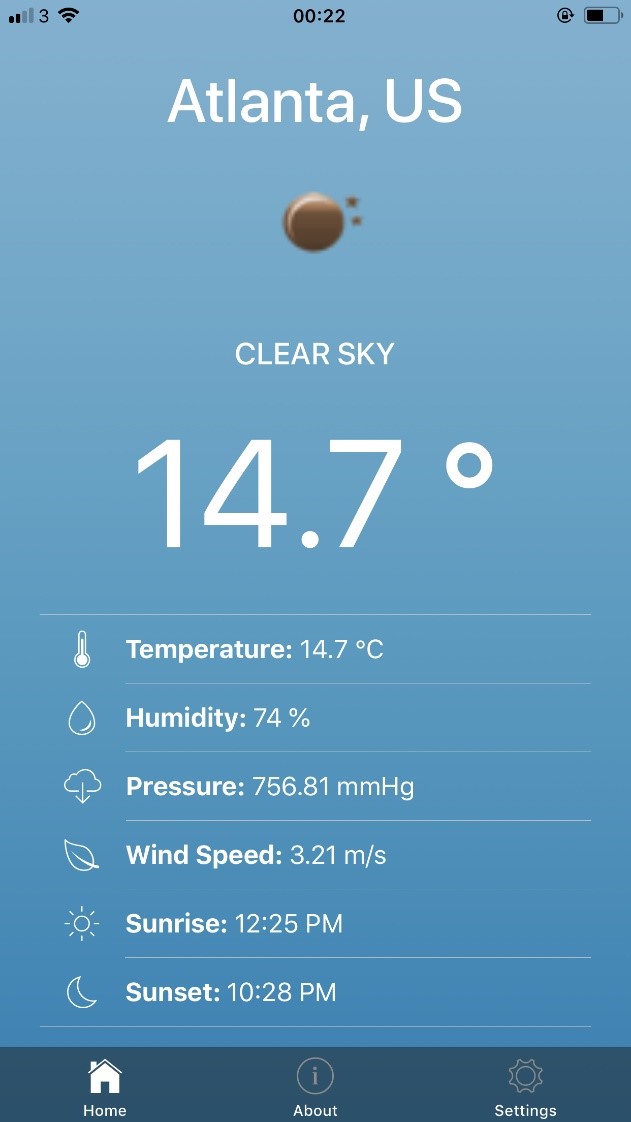 3 00:22
Atlanta, US
CLEAR SKY
14.7 °
Temperature: 14.7 °C
Humidity: 74 %
Pressure: 756.81 mmHg
Wind Speed: 3.21 m/s
Sunrise: 12:25 PM
Sunset: 10:28 PM
Home About Settings